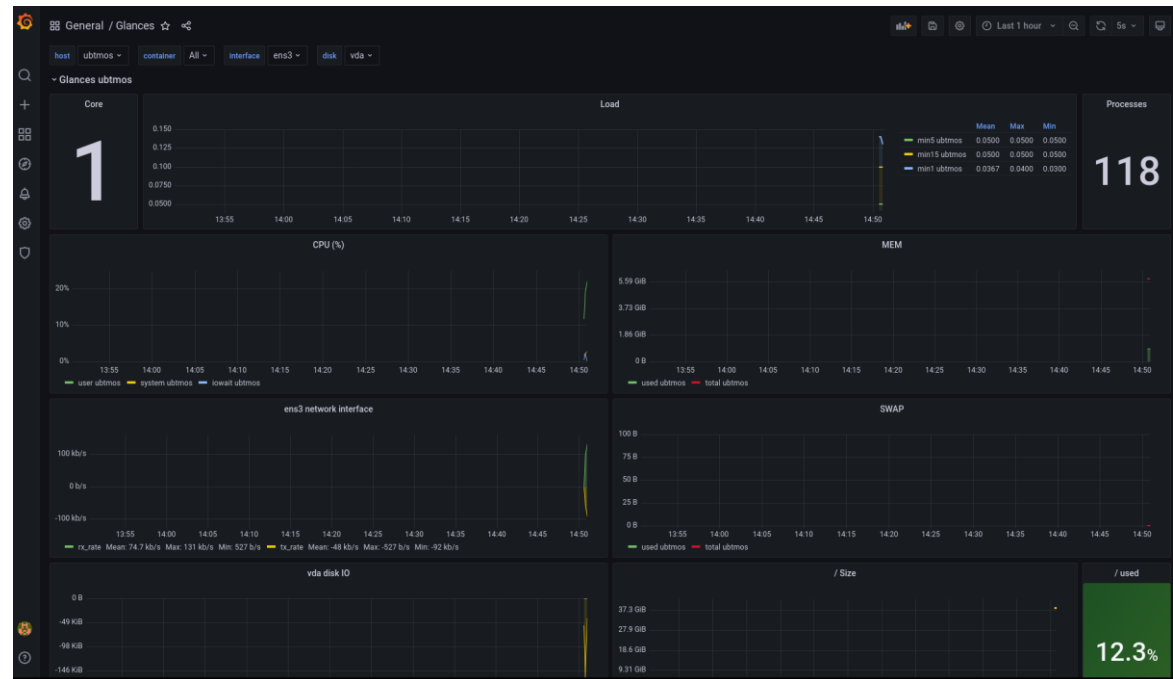 General / Glances
Last 1 hour
5s
host ubtmos container All interface ens3 disk vda
Glances ubtmos
Core
1
Load
0.150
0.125
0.100
0.0750
0.0500
13:55 14:00 14:05 14:10 14:15 14:20 14:25 14:30 14:35 14:40 14:45 14:50
Mean Max Min
min5 ubtmos 0.0500 0.0500 0.0500
min15 ubtmos 0.0500 0.0500 0.0500
min1 ubtmos 0.0367 0.0400 0.0300
Processes
118
CPU (%)
20%
10%
0%
13:55 14:00 14:05 14:10 14:15 14:20 14:25 14:30 14:35 14:40 14:45 14:50
user ubtmos system ubtmos iowait ubtmos
MEM
5.59 GiB
3.73 GiB
1.86 GiB
0 B
13:55 14:00 14:05 14:10 14:15 14:20 14:25 14:30 14:35 14:40 14:45 14:50
used ubtmos total ubtmos
ens3 network interface
100 kb/s
0 b/s
-100 kb/s
13:55 14:00 14:05 14:10 14:15 14:20 14:25 14:30 14:35 14:40 14:45 14:50
rx_rate Mean: 74.7 kb/s Max: 131 kb/s Min: 527 b/s tx_rate Mean: -48 kb/s Max: -527 b/s Min: -92 kb/s
SWAP
100 B
75 B
50 B
25 B
0 B
13:55 14:00 14:05 14:10 14:15 14:20 14:25 14:30 14:35 14:40 14:45 14:50
used ubtmos total ubtmos
vda disk IO
0 B
-49 KiB
-98 KiB
-146 KiB
/ Size
37.3 GiB
27.9 GiB
18.6 GiB
9.31 GiB
/ used
12.3%